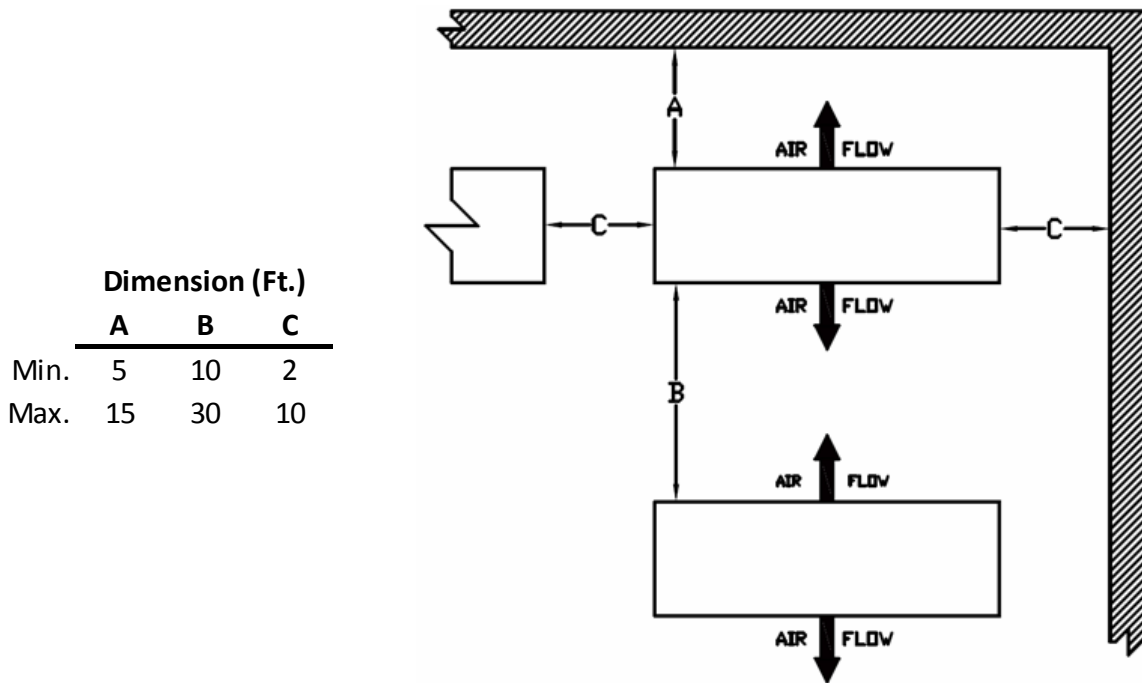 Dimension (Ft.)
A B C
Min. 5 10 2
Max. 15 30 10
A
AIR FLOW
C
C
AIR FLOW
B
AIR FLOW
AIR FLOW